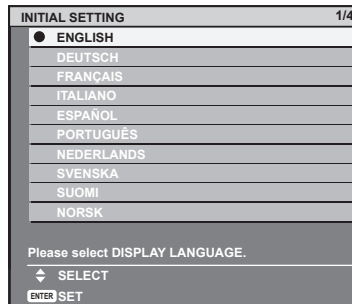 INITIAL SETTING 1/4
ENGLISH
DEUTSCH
FRANÇAIS
ITALIANO
ESPAÑOL
PORTUGUÊS
NEDERLANDS
SVENSKA
SUOMI
NORSK
Please select DISPLAY LANGUAGE.
SELECT
ENTER SET